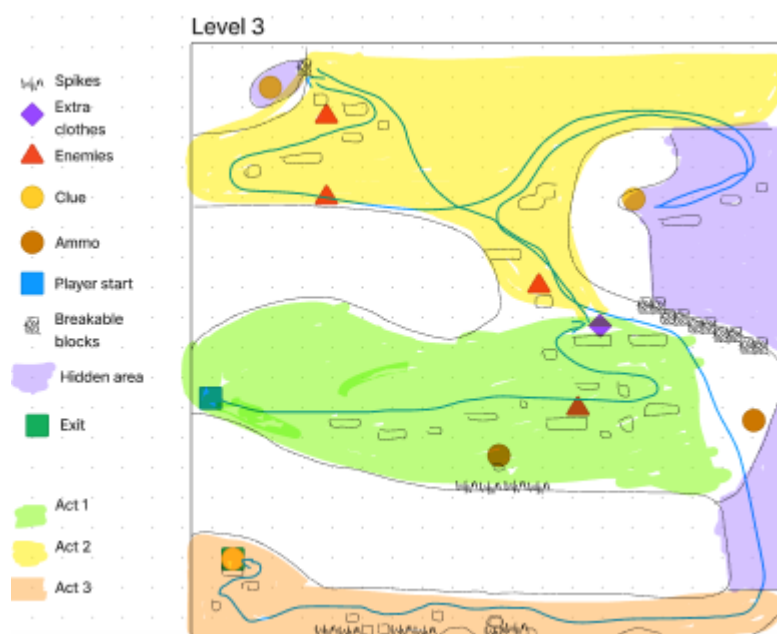 Level 3
Spikes
Extra
clothes
Enemies
Clue
Ammo
Player start
Breakable
blocks
Hidden area
Exit
Act 1
Act 2
Act 3